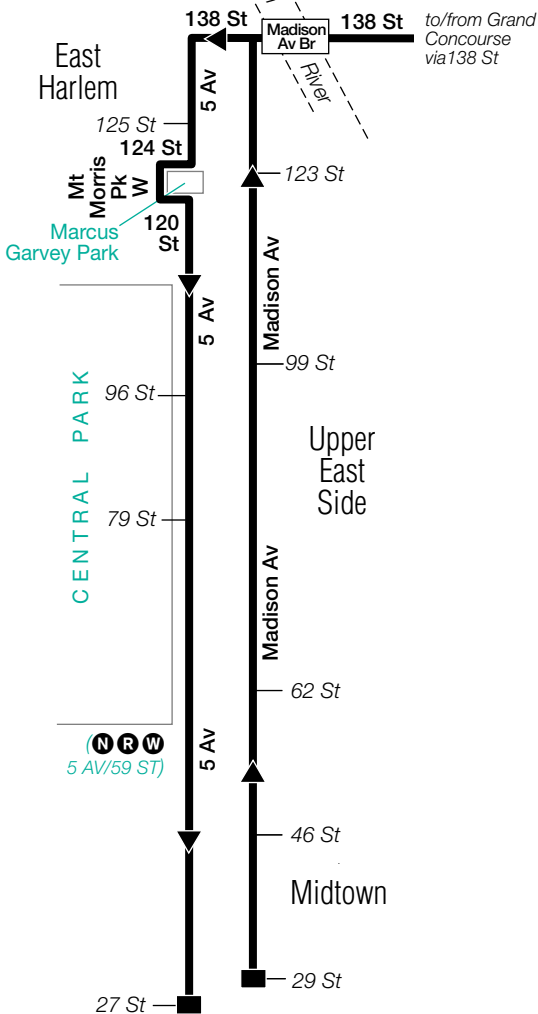 138 St
Madison
Av Br
138 St
to/from Grand
Concourse
via138 St
River
East
Harlem
5 Av
125 St
124 St
Mt
Morris
Pk
W
123 St
120
St
Marcus
Garvey Park
5 Av
Madison Av
99 St
96 St
CENTRAL PARK
Upper
East
Side
79 St
Madison Av
62 St
(N R W
5 AV/59 ST)
5 Av
46 St
Midtown
29 St
27 St